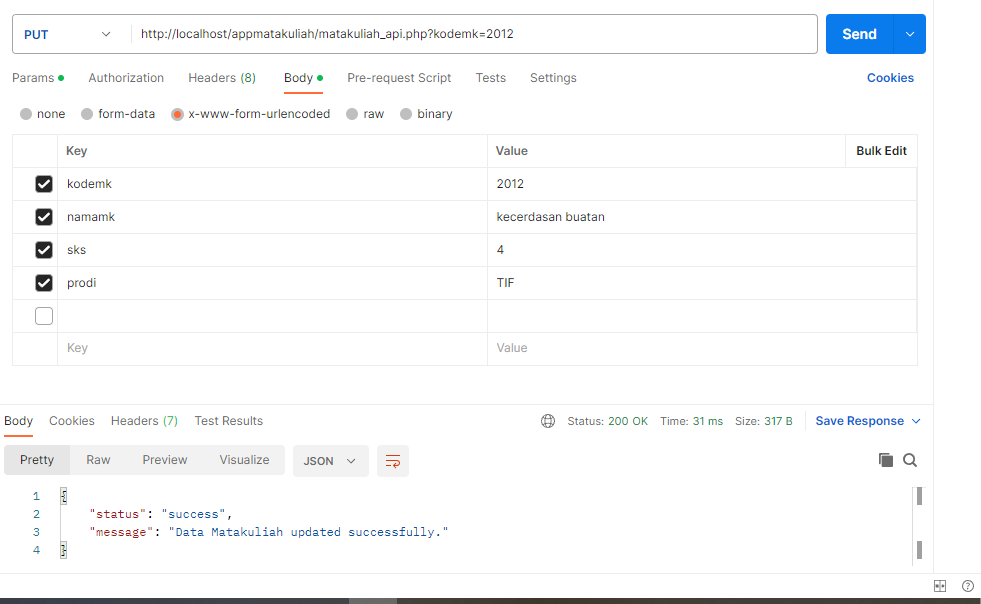 PUT http://localhost/appmatakuliah/matakuliah_api.php?kodemk=2012 Send
Params Authorization Headers (8) Body Pre-request Script Tests Settings Cookies
none form-data x-www-form-urlencoded raw binary
Key Value Bulk Edit
kodemk 2012
namamk kecerdasan buatan
sks 4
prodi TIF
Key Value
Body Cookies Headers (7) Test Results Status: 200 OK Time: 31 ms Size: 317 B Save Response
Pretty Raw Preview Visualize JSON
1 {
2 "status": "success",
3 "message": "Data Matakuliah updated successfully."
4 }